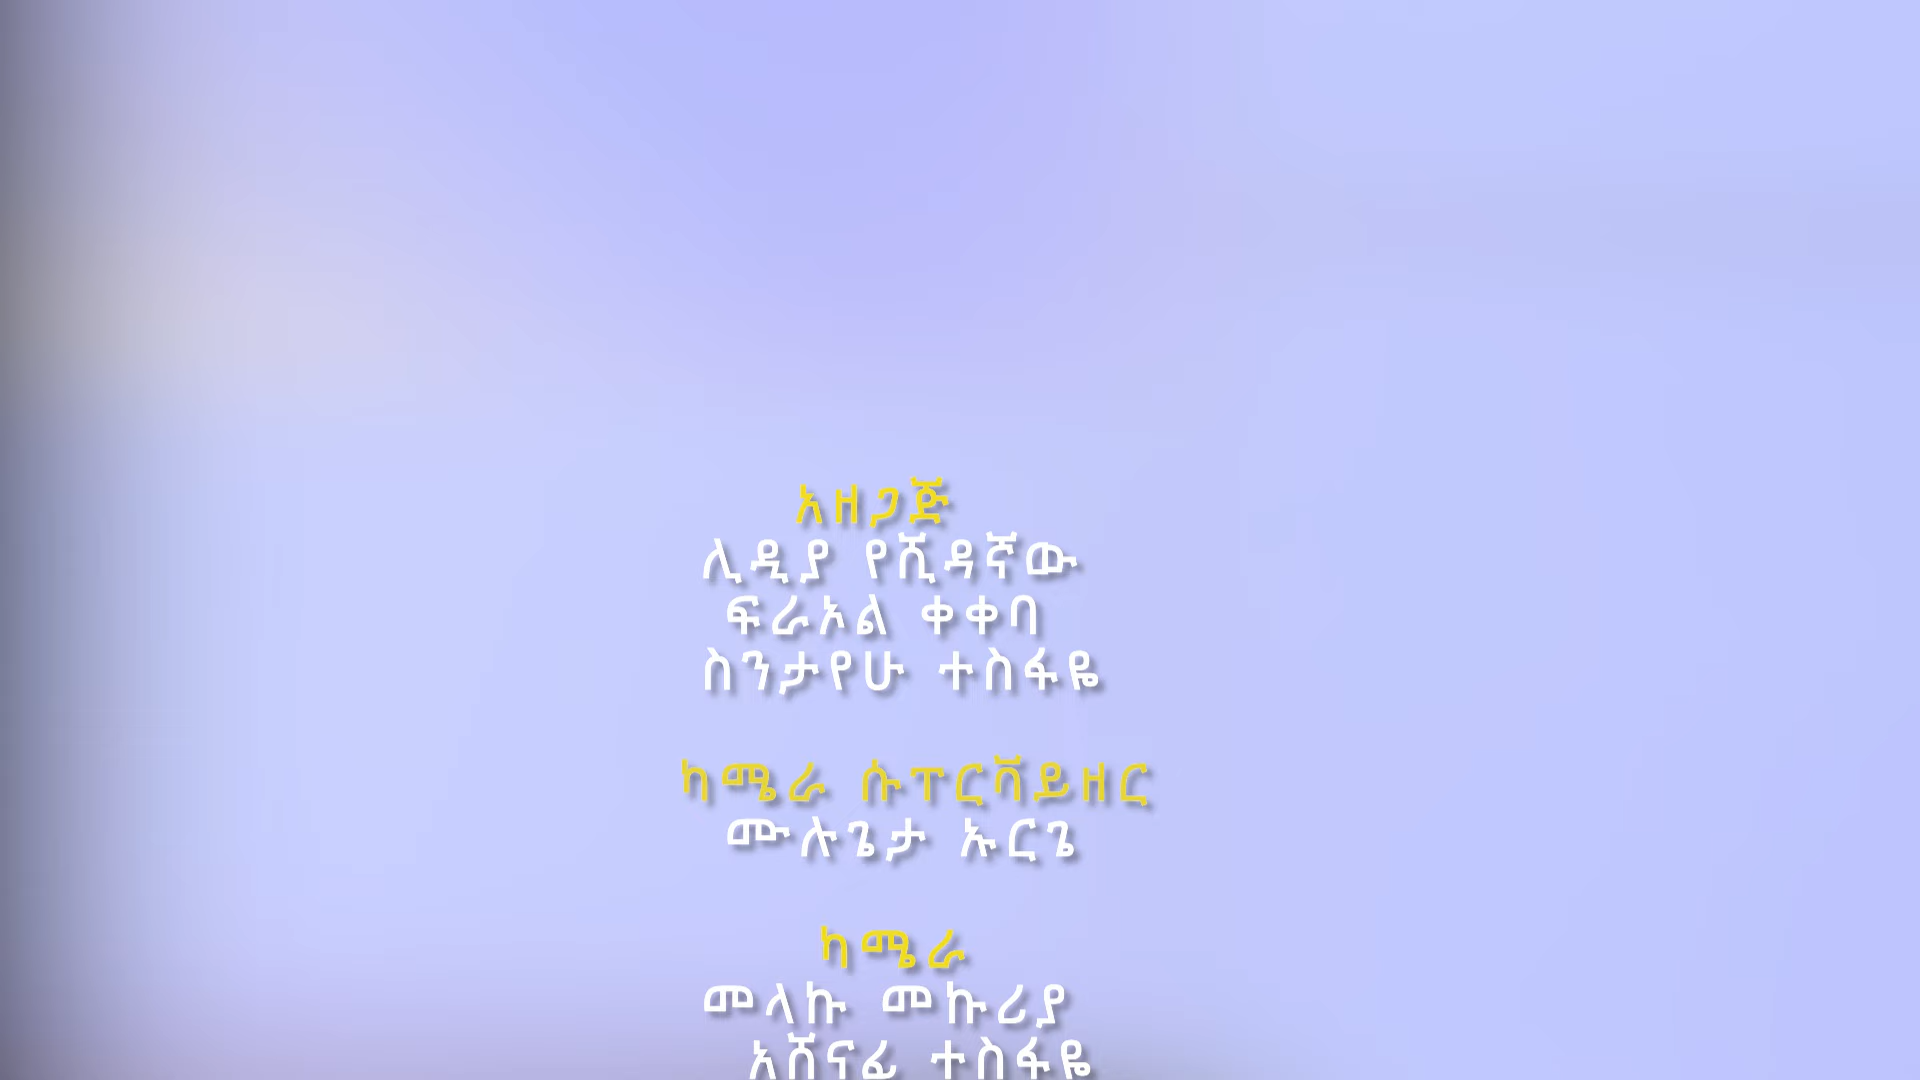 አዘጋጅ
ሊዲያ የሺዳኛው
ፍራኦል ቀቀባ
ስንታየሁ ተስፋዬ
ካሜራ ሱፐርቫይዘር
ሙሉጌታ ኡርጌ
ካሜራ
መላኩ መኩሪያ
አሸናፊ ተስፋዬ